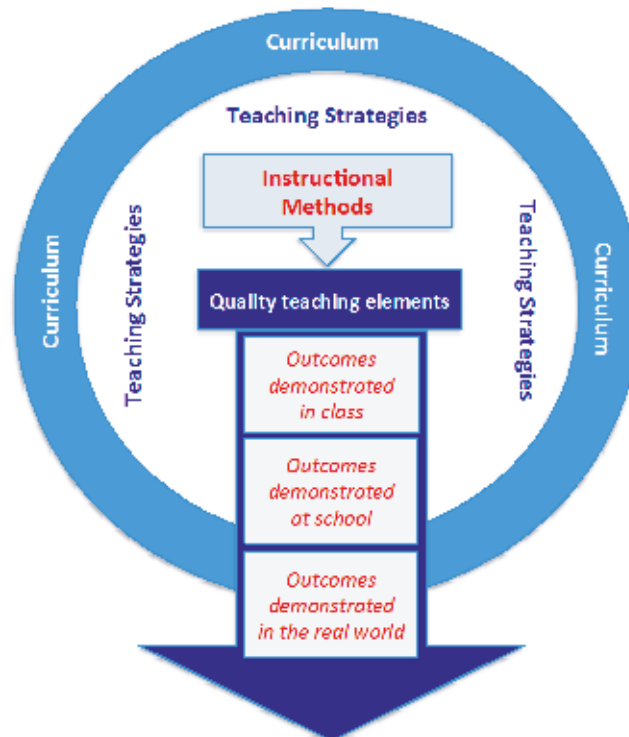 Curriculum
Teaching Strategies
Instructional
Methods
Curriculum
Teaching Strategies
Teaching Strategies
Curriculum
Quality teaching elements
Outcomes
demonstrated
in class
Outcomes
demonstrated
at school
Outcomes
demonstrated
in the real world